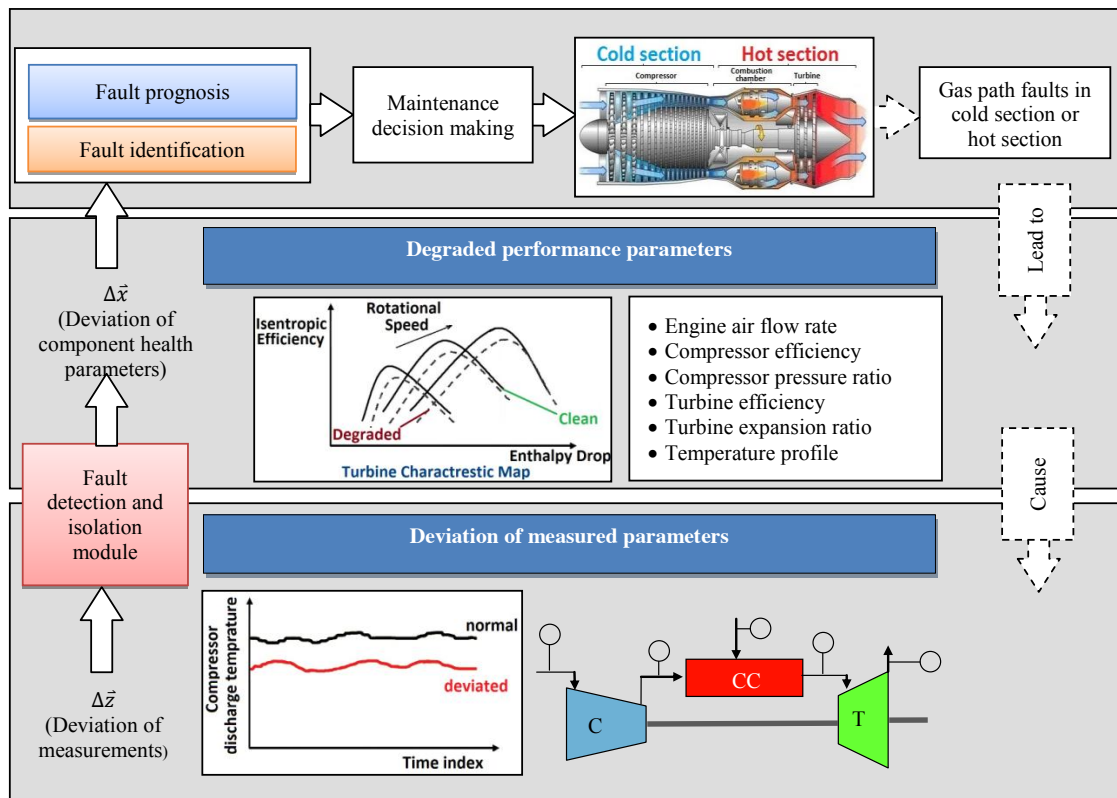 Fault prognosis
Fault identification
Maintenance
decision making
Cold section
Hot section
Compressor
Combustion
chamber
Turbine
Gas path faults in
cold section or
hot section
Lead to
Degraded performance parameters
Δx⃗
(Deviation of
component health
parameters)
Isentropic
Efficiency
Rotational
Speed
Clean
Degraded
Enthalpy Drop
Turbine Charactrestic Map
• Engine air flow rate
• Compressor efficiency
• Compressor pressure ratio
• Turbine efficiency
• Turbine expansion ratio
• Temperature profile
Cause
Fault
detection and
isolation
module
Deviation of measured parameters
Δz⃗
(Deviation of
measurements)
Compressor
discharge temprature
normal
deviated
Time index
C
CC
T